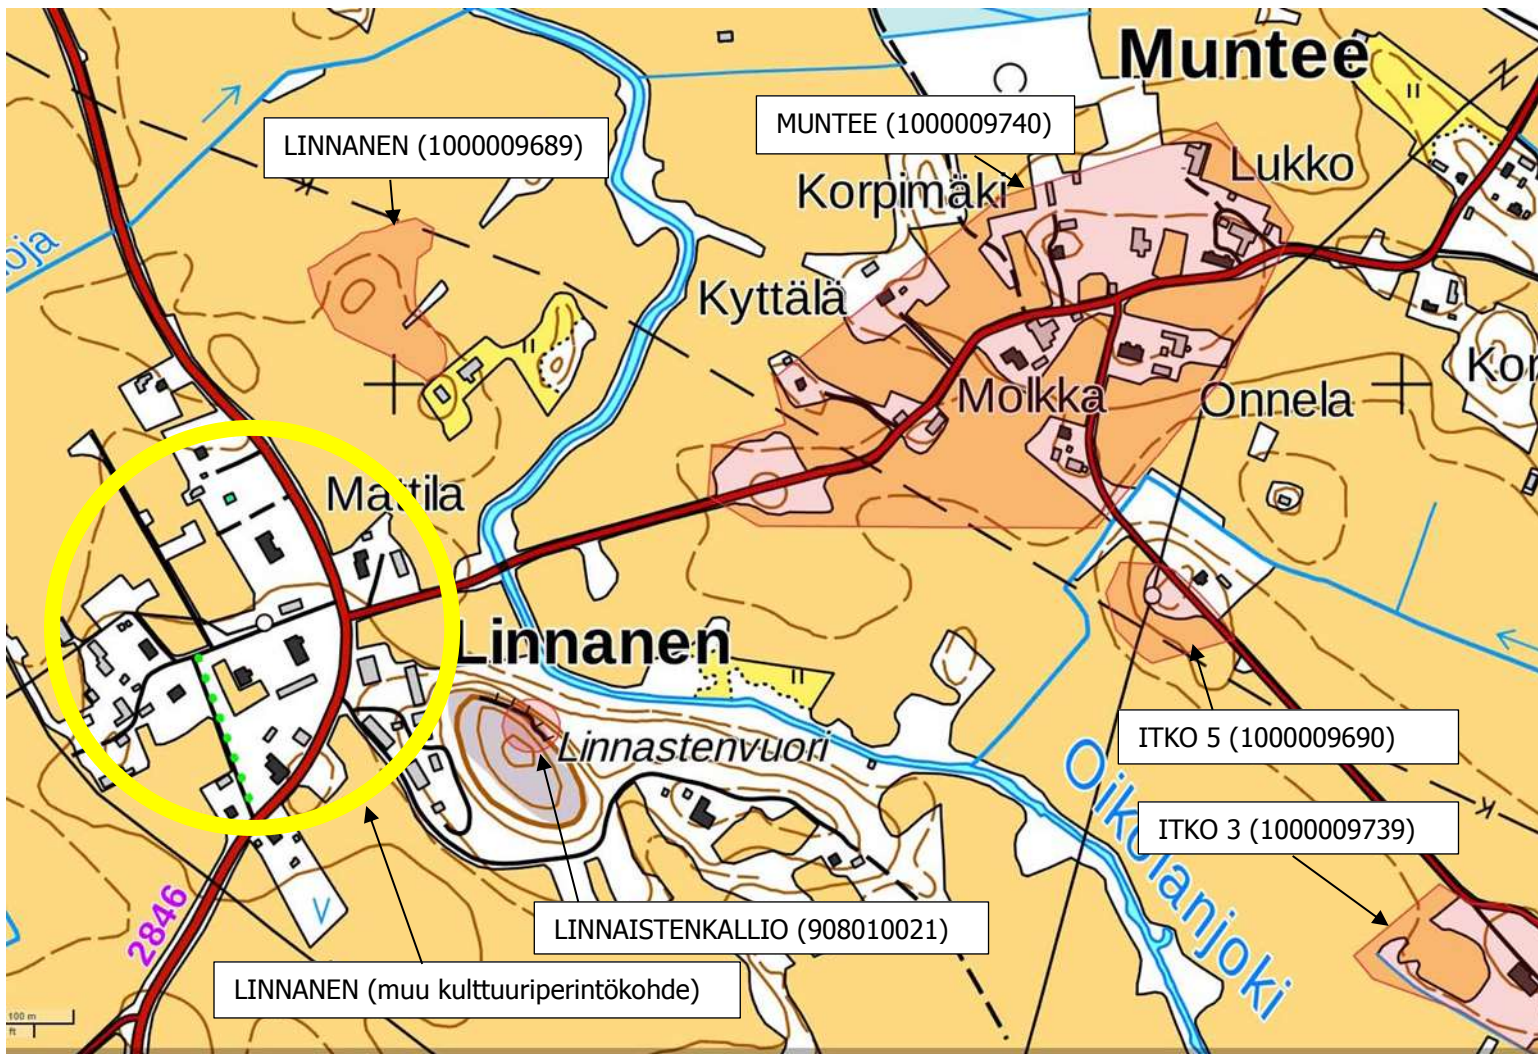 Muntee
MUNTEE (1000009740)
LINNANEN (1000009689)
Lukko
Korpimäki
oja
Kyttälä
Kor
Molkka
Onnela
Mattila
Linnanen
Linnastenvuori
ITKO 5 (1000009690)
Oikolanjoki
ITKO 3 (1000009739)
2846
LINNAISTENKALLIO (908010021)
LINNANEN (muu kulttuuriperintökohde)
100 m
ft